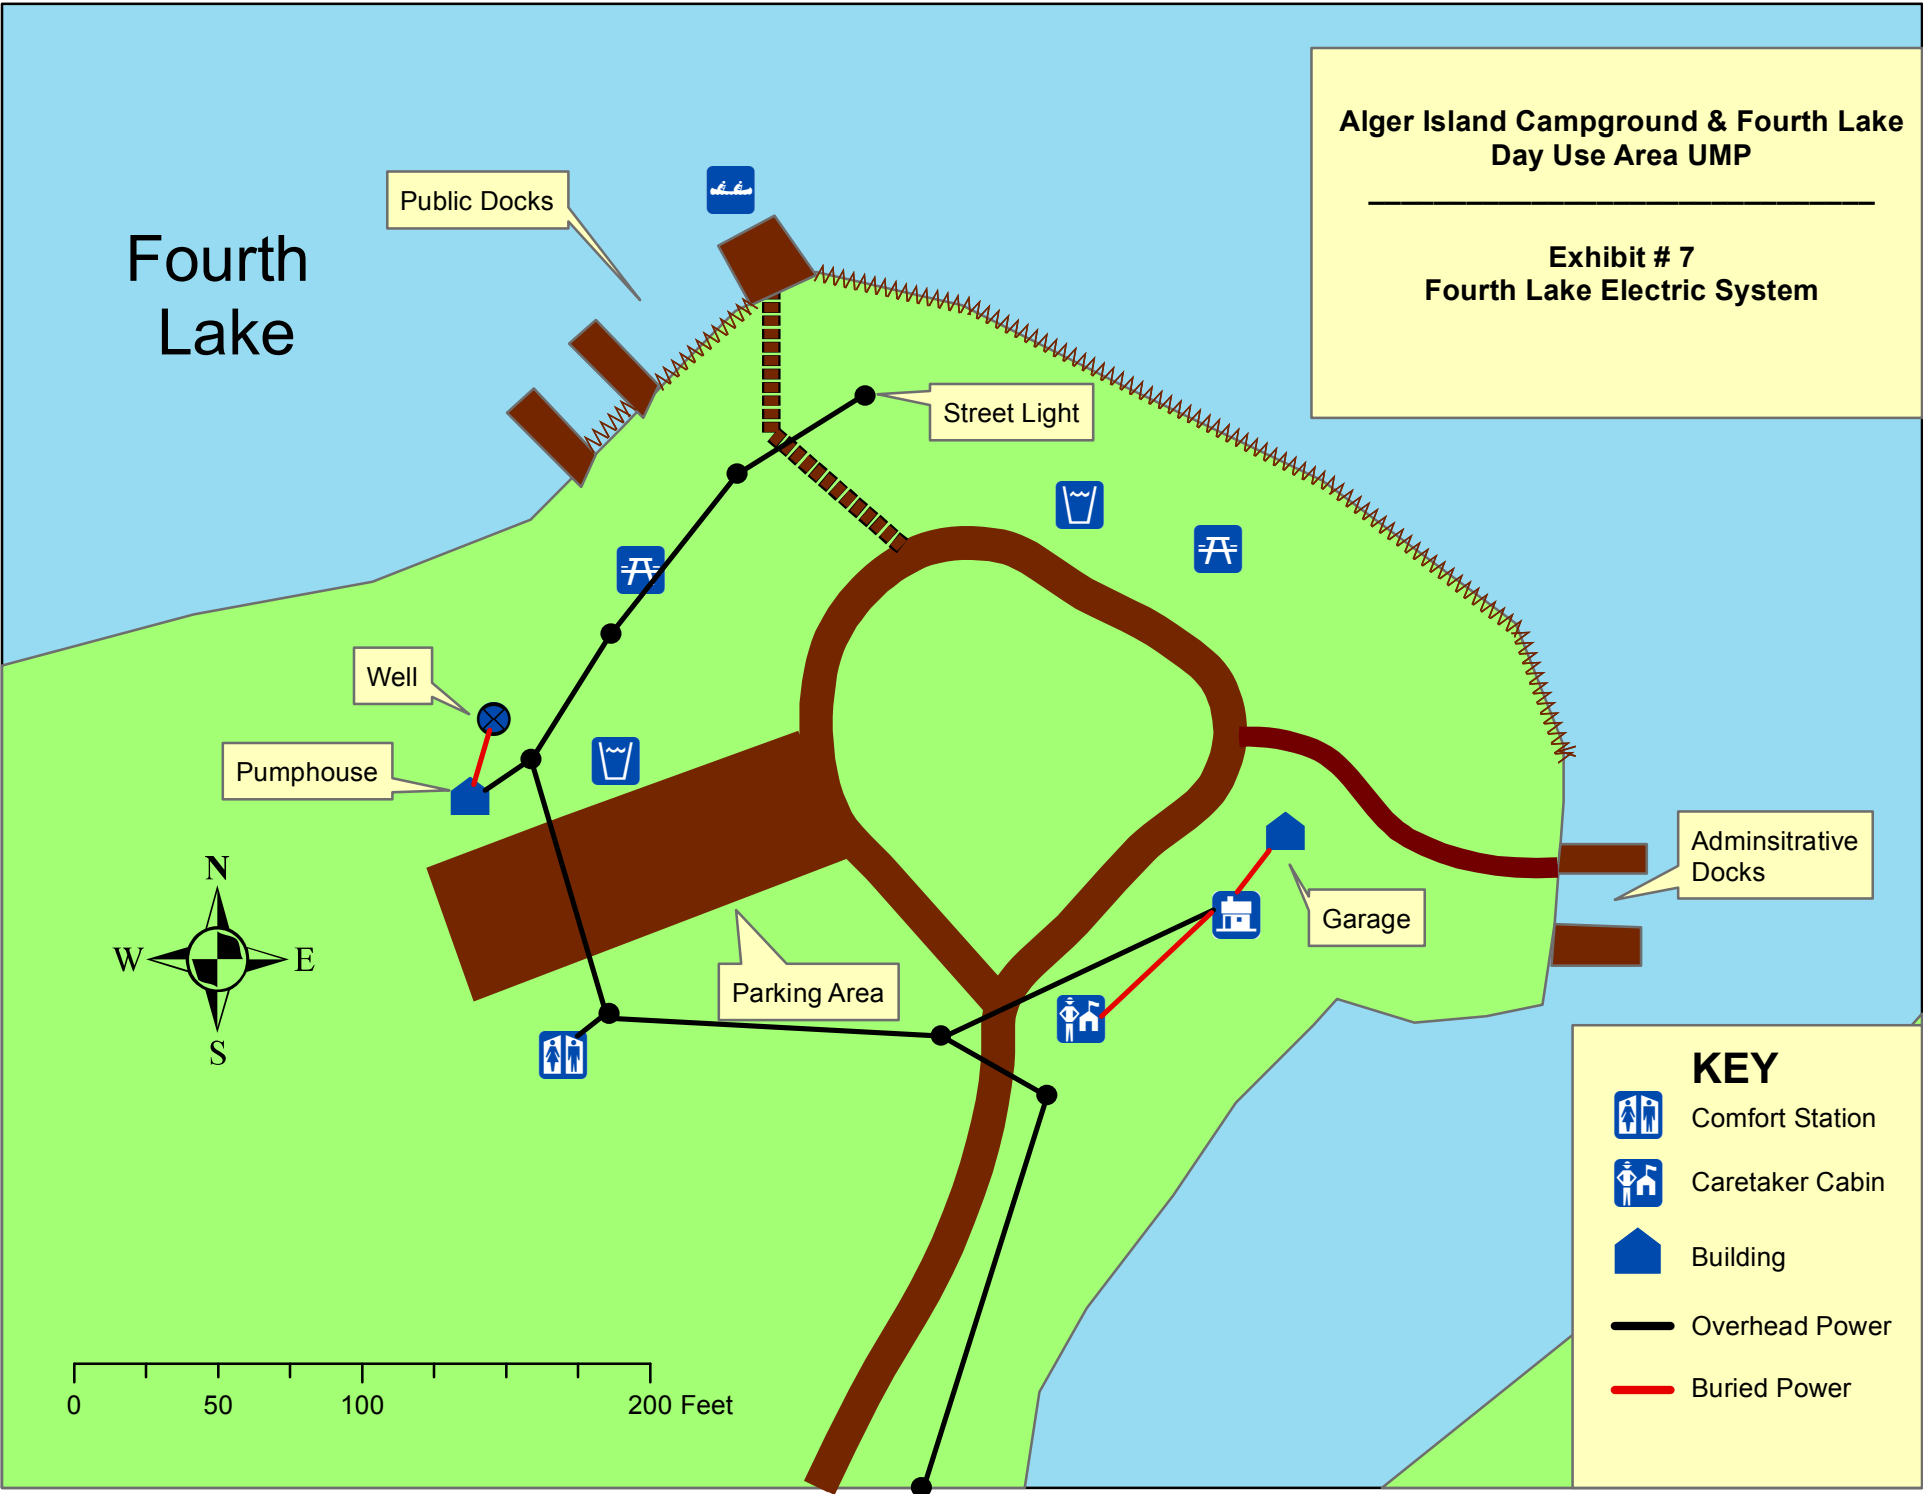 Alger Island Campground & Fourth Lake
Day Use Area UMP
Exhibit # 7
Fourth Lake Electric System
Public Docks
Fourth
Lake
Street Light
Well
Pumphouse
Adminsitrative
Docks
Garage
Parking Area
N
W
E
S
KEY
Comfort Station
Caretaker Cabin
Building
Overhead Power
Buried Power
0 50 100 200 Feet